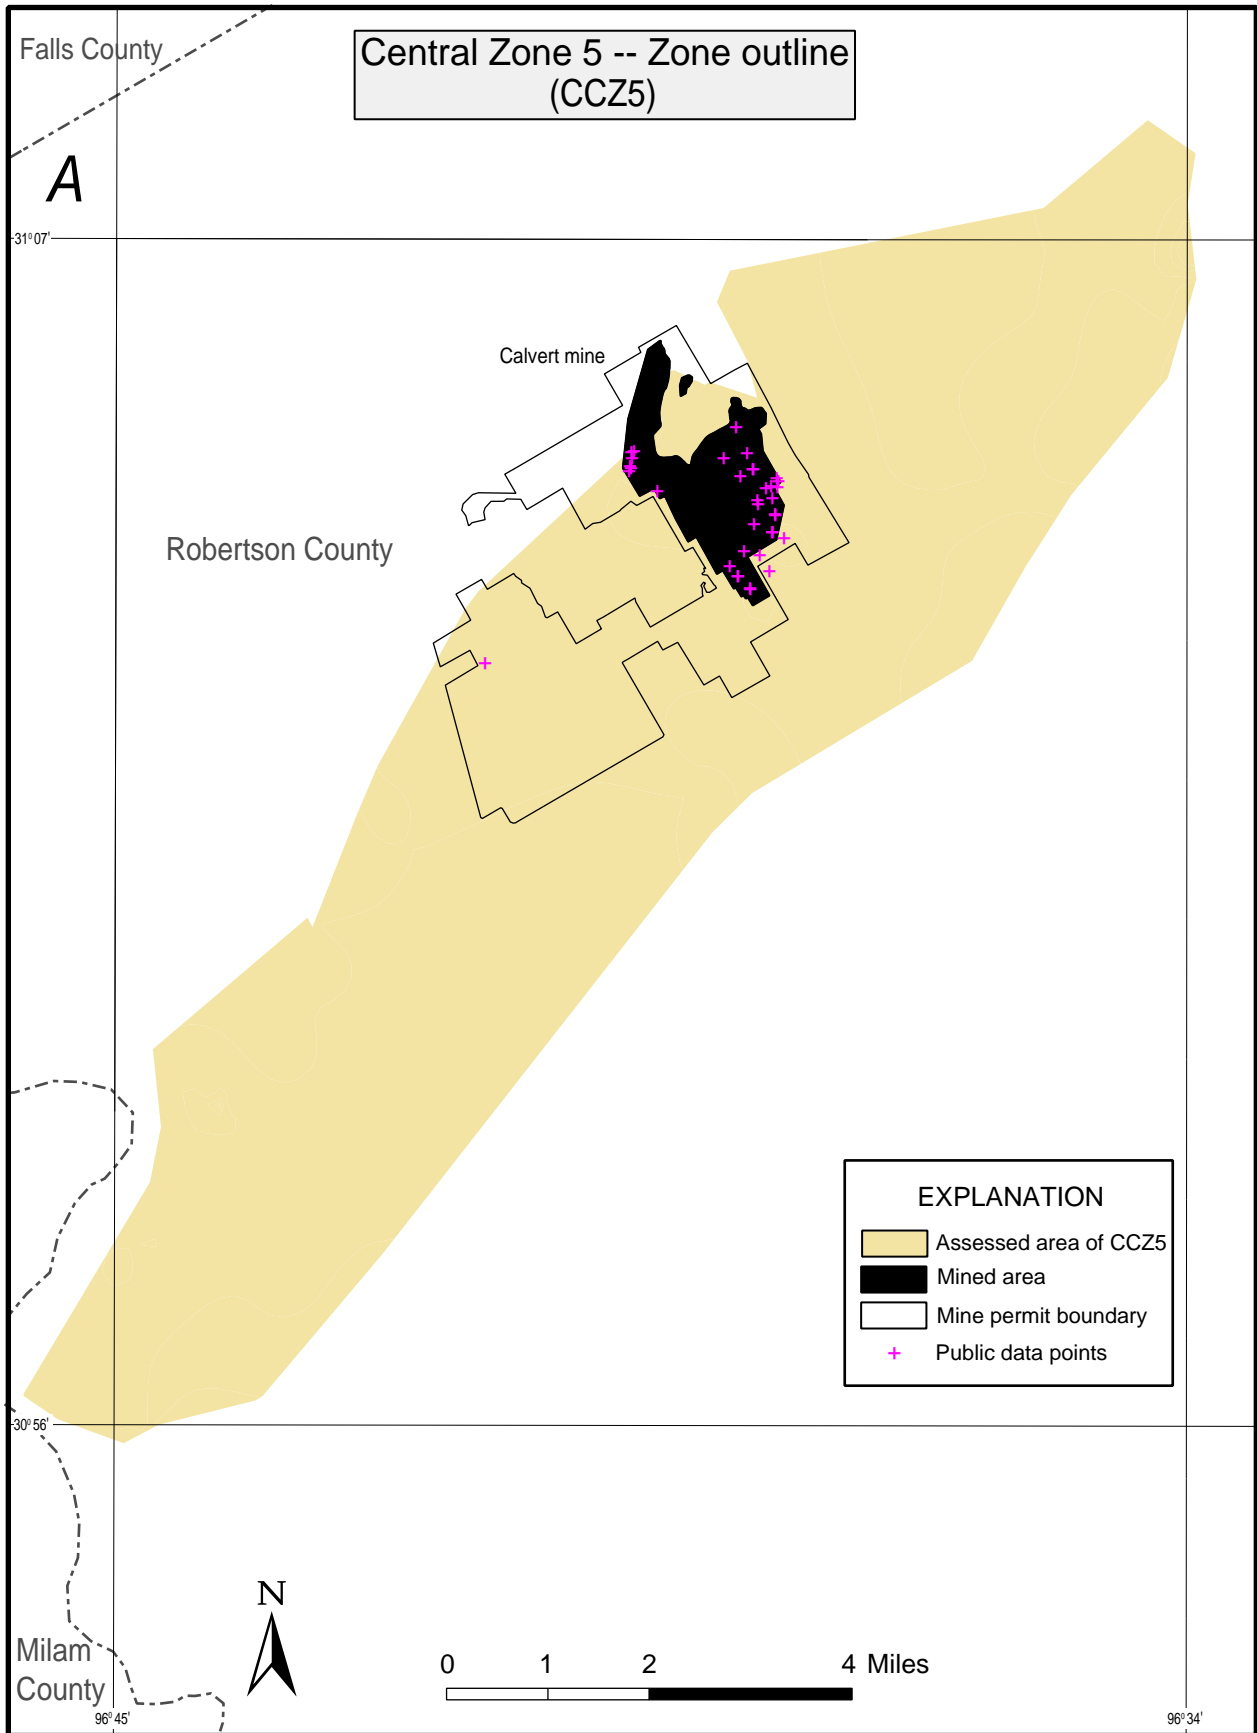 Falls County
Central Zone 5 -- Zone outline
(CCZ5)
A
31° 07'
Calvert mine
Robertson County
EXPLANATION
Assessed area of CCZ5
Mined area
Mine permit boundary
+ Public data points
30° 56'
N
0 1 2 4 Miles
Milam
County
96° 45'
96° 34'